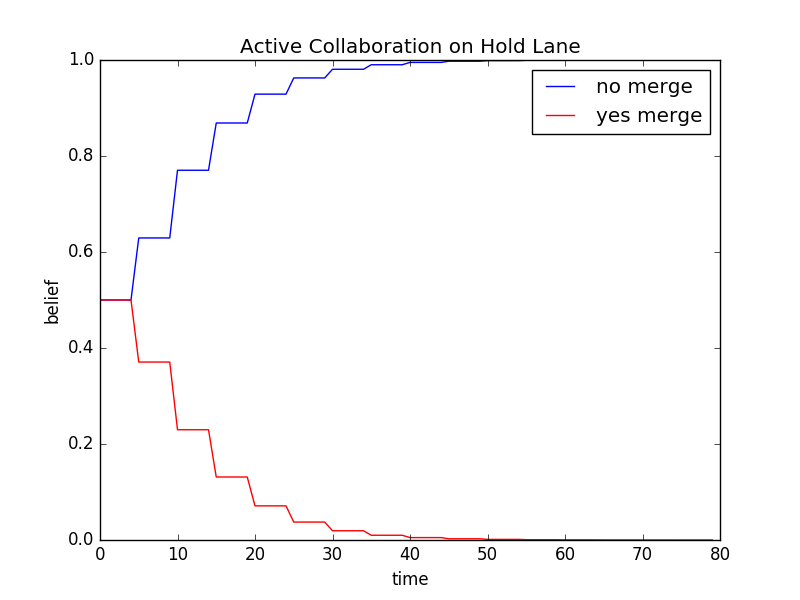 Active Collaboration on Hold Lane
no merge
yes merge
1.0
0.8
0.6
0.4
0.2
0.0
belief
0 10 20 30 40 50 60 70 80
time